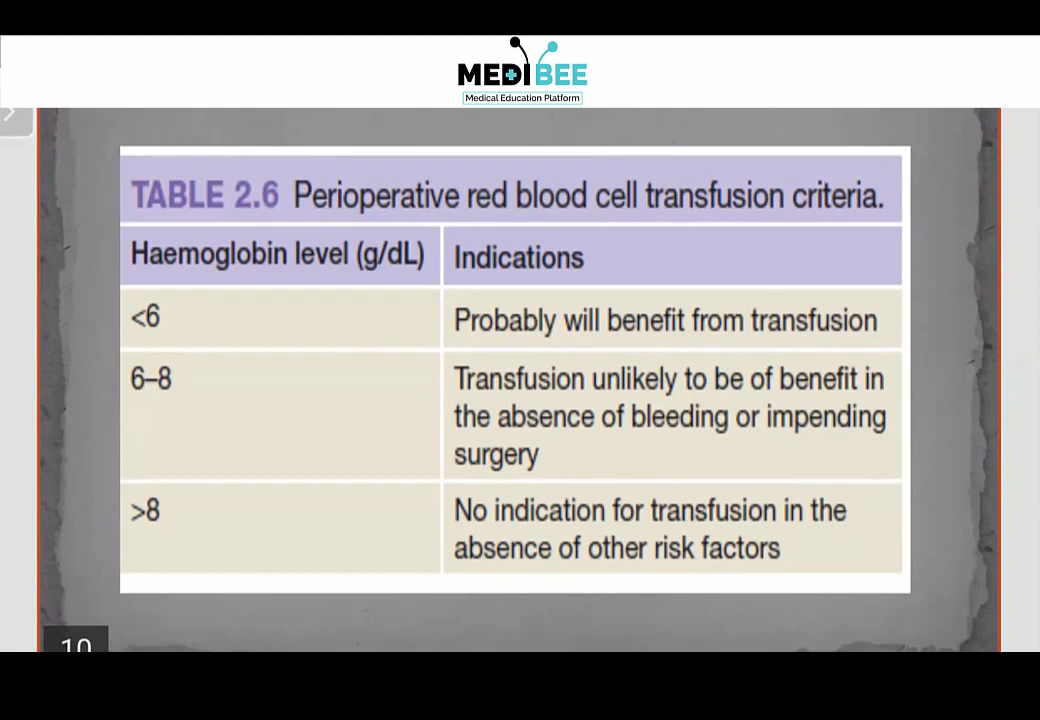 MEDIBEE
Medical Education Platform
TABLE 2.6 Perioperative red blood cell transfusion criteria.
Haemoglobin level (g/dL) Indications
<6 Probably will benefit from transfusion
6–8 Transfusion unlikely to be of benefit in
the absence of bleeding or impending
surgery
>8 No indication for transfusion in the
absence of other risk factors
10